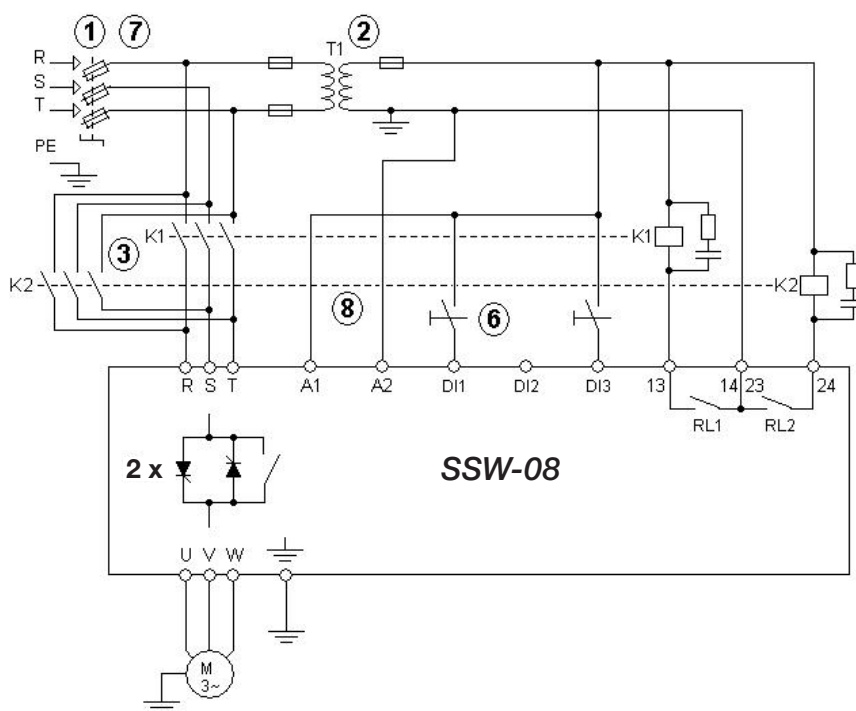 1 7 T1 2
R
S
T
PE
K1 K1
3
K2 K2
8 6
R S T A1 A2 DI1 DI2 DI3 13 14 23 24
RL1 RL2
2 x SSW-08
U V W
M
3~